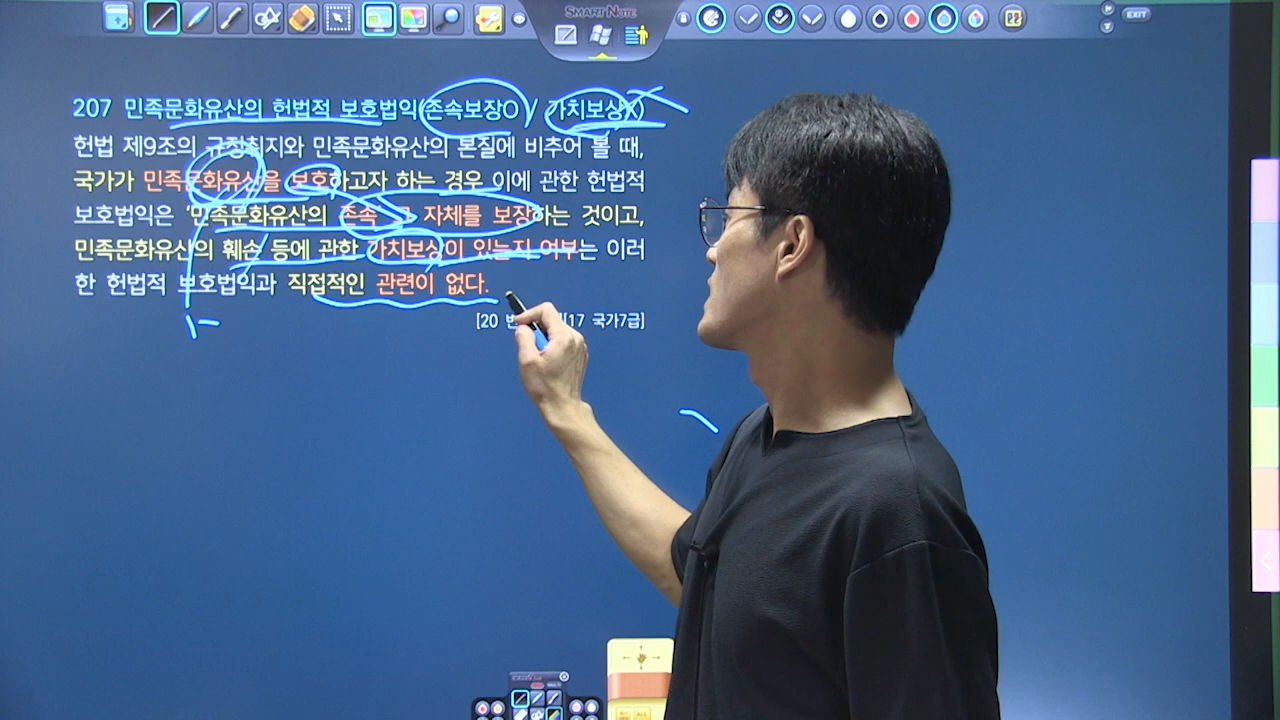 SMART NOTE
EXIT
207 민족문화유산의 헌법적 보호법익(존속보장O / 가치보상X)
헌법 제9조의 규정취지와 민족문화유산의 본질에 비추어 볼 때,
국가가 민족문화유산을 보호하고자 하는 경우 이에 관한 헌법적
보호법익은 '민족문화유산의 존속 그 자체를 보장하는 것이고,
민족문화유산의 훼손 등에 관한 가치보상이 있는지 여부는 이러
한 헌법적 보호법익과 직접적인 관련이 없다.
[20 [17 국가7급]